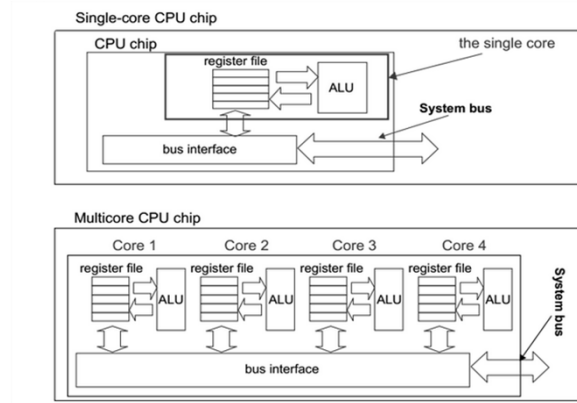 Single-core CPU chip
CPU chip
the single core
register file
ALU
System bus
bus interface
Multicore CPU chip
Core 1 Core 2 Core 3 Core 4
register file register file register file register file
ALU ALU ALU ALU
System bus
bus interface